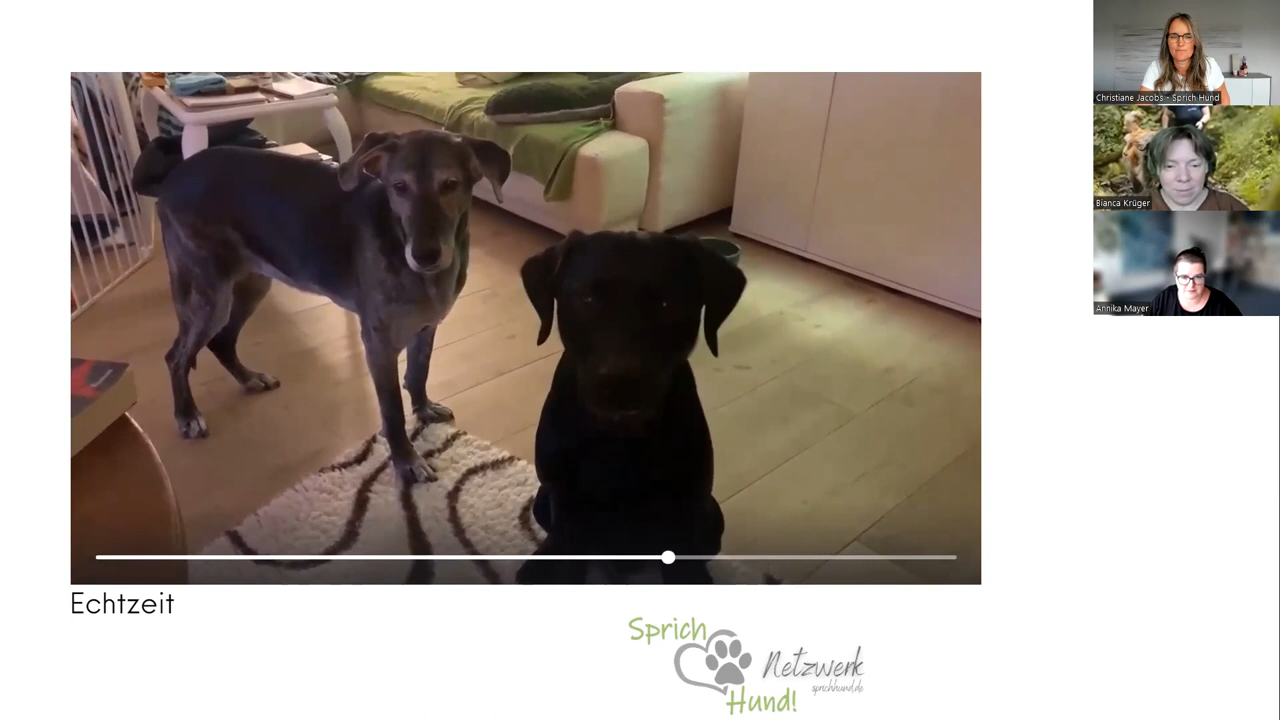 Christiane Jacobs - Sprich Hund
Bianca Krüger
Annika Mayer
Echtzeit
Sprich
Netzwerk
sprichhund.de
Hund!